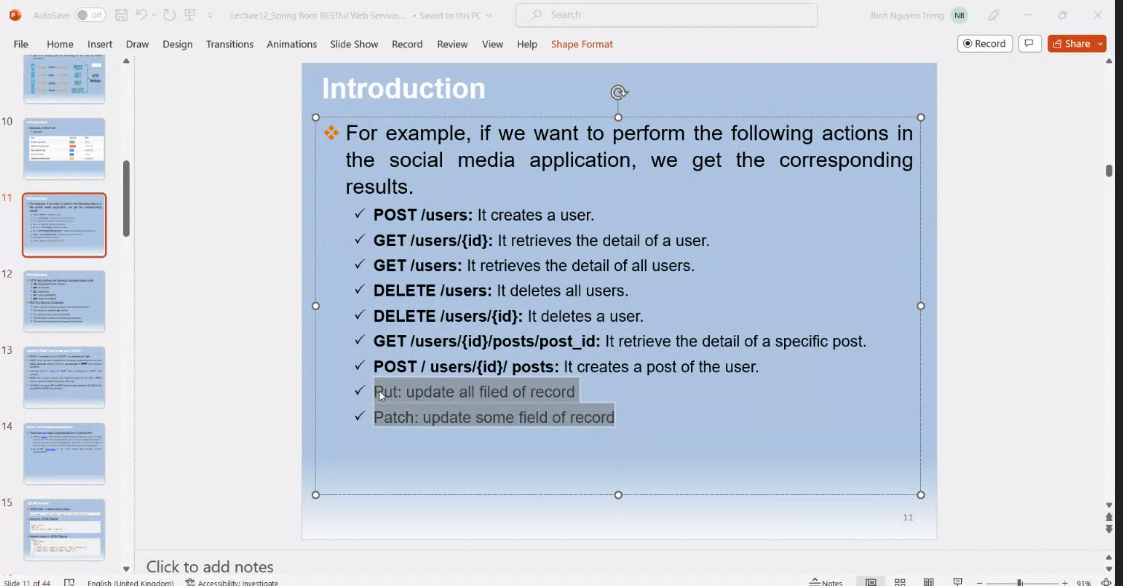 AutoSave Off Lecture12_Spring Boot RESTful Web Service... • Saved to this PC Search Binh Nguyen Trong NB
File Home Insert Draw Design Transitions Animations Slide Show Record Review View Help Shape Format Record Share
10
11
12
13
14
15
Introduction
For example, if we want to perform the following actions in
the social media application, we get the corresponding
results.
POST /users: It creates a user.
GET /users/{id}: It retrieves the detail of a user.
GET /users: It retrieves the detail of all users.
DELETE /users: It deletes all users.
DELETE /users/{id}: It deletes a user.
GET /users/{id}/posts/post_id: It retrieve the detail of a specific post.
POST / users/{id}/ posts: It creates a post of the user.
Put: update all filed of record
Patch: update some field of record
11
Click to add notes
Slide 11 of 44 English (United Kingdom) Accessibility: Investigate Notes 91%